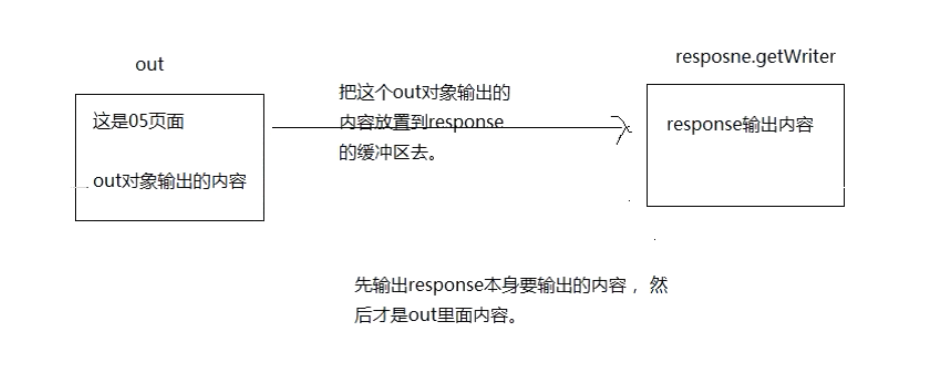 out
resposne.getWriter
这是05页面
out对象输出的内容
把这个out对象输出的
内容放置到response
的缓冲区去。
response输出内容
先输出response本身要输出的内容， 然
后才是out里面内容。